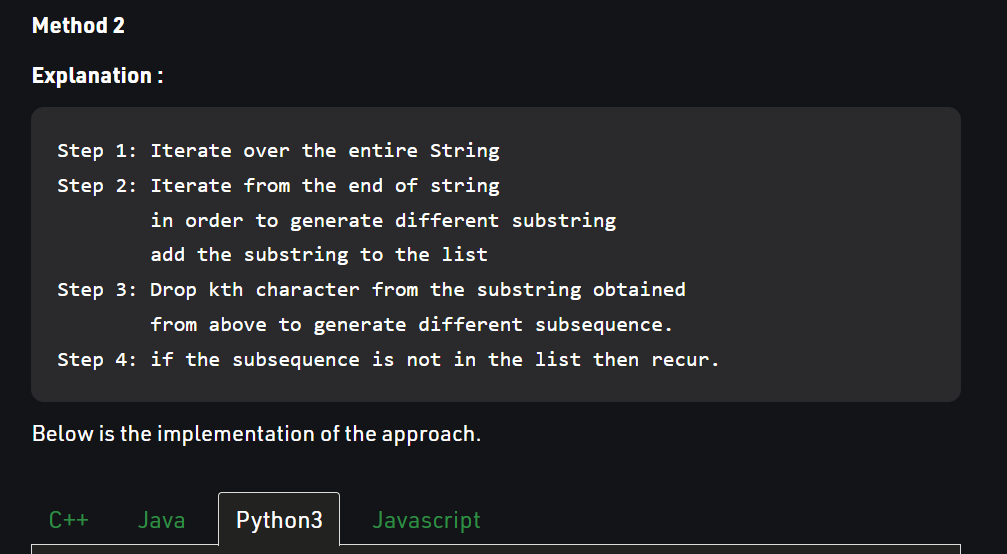 Method 2
Explanation :
Step 1: Iterate over the entire String
Step 2: Iterate from the end of string
in order to generate different substring
add the substring to the list
Step 3: Drop kth character from the substring obtained
from above to generate different subsequence.
Step 4: if the subsequence is not in the list then recur.
Below is the implementation of the approach.
C++ Java Python3 Javascript